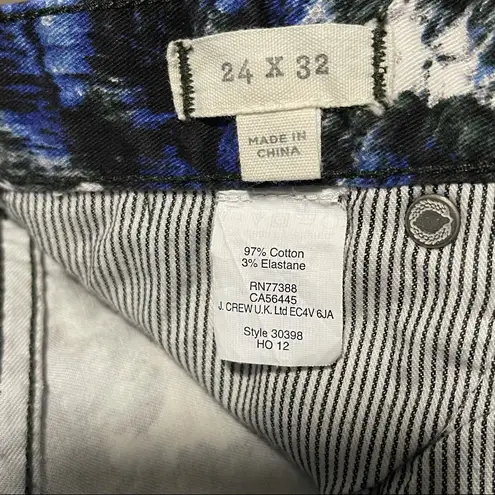 24 X 32
MADE IN
CHINA
97% Cotton
3% Elastane
RN77388
CA56445
J. CREW U.K. Ltd EC4V 6JA
Style 30398
HO 12